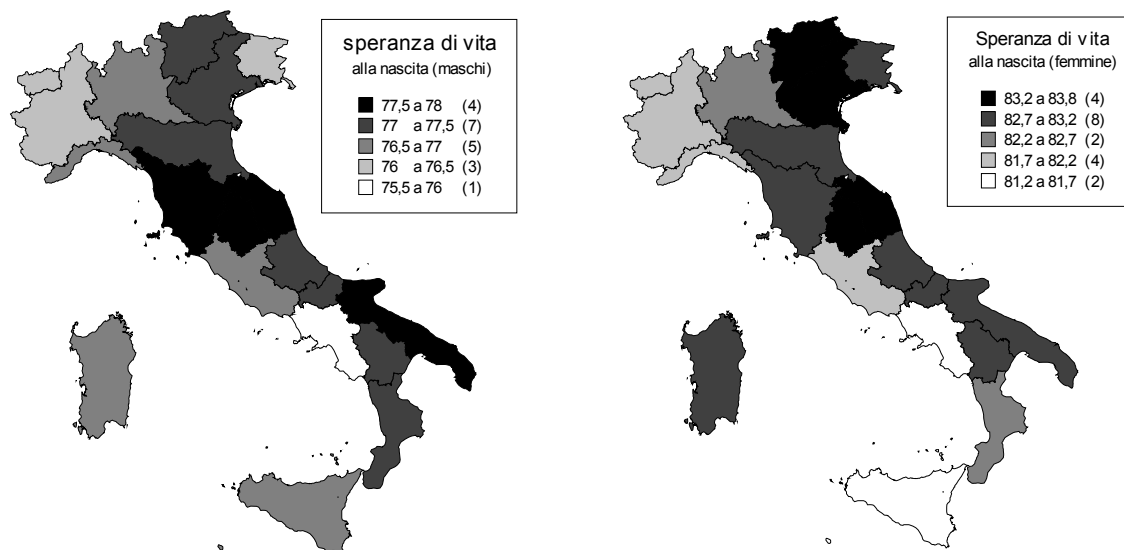 speranza di vita
alla nascita (maschi)
77,5 a 78 (4)
77 a 77,5 (7)
76,5 a 77 (5)
76 a 76,5 (3)
75,5 a 76 (1)
Speranza di vita
alla nascita (femmine)
83,2 a 83,8 (4)
82,7 a 83,2 (8)
82,2 a 82,7 (2)
81,7 a 82,2 (4)
81,2 a 81,7 (2)